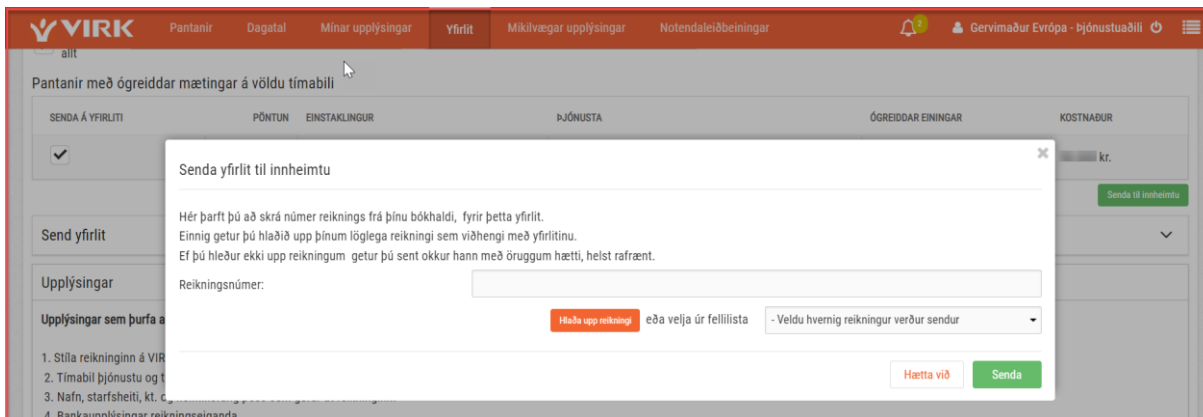 VIRK Pantanir Dagatal Mínar upplýsingar Yfirlit Mikilvægar upplýsingar Notendaleiðbeiningar 2 Gervimaður Evrópa - Þjónustuaðili
allt
Pantanir með ógreiddar mætingar á völdu tímabili
SENDA Á YFIRLITI PÖNTUN EINSTAKLINGUR ÞJÓNUSTA ÓGREIDDAR EININGAR KOSTNAÐUR
kr.
Senda til innheimtu
Senda yfirlit til innheimtu
Hér þarft þú að skrá númer reiknings frá þínu bókhaldi, fyrir þetta yfirlit.
Einnig getur þú hlaðið upp þínum löglega reikningi sem viðhengi með yfirlitinu.
Ef þú hleður ekki upp reikningum getur þú sent okkur hann með öruggum hætti, helst rafrænt.
Reikningsnúmer:
Hlaða upp reikningi eða velja úr fellilista - Veldu hvernig reikningur verður sendur
Hætta við Senda
Send yfirlit
Upplýsingar
Upplýsingar sem þurfa a
1. Stíla reikninginn á VIR
2. Tímabil þjónustu og t
3. Nafn, starfsheiti, kt.
4. Bankaupplýsingar reikningseiganda